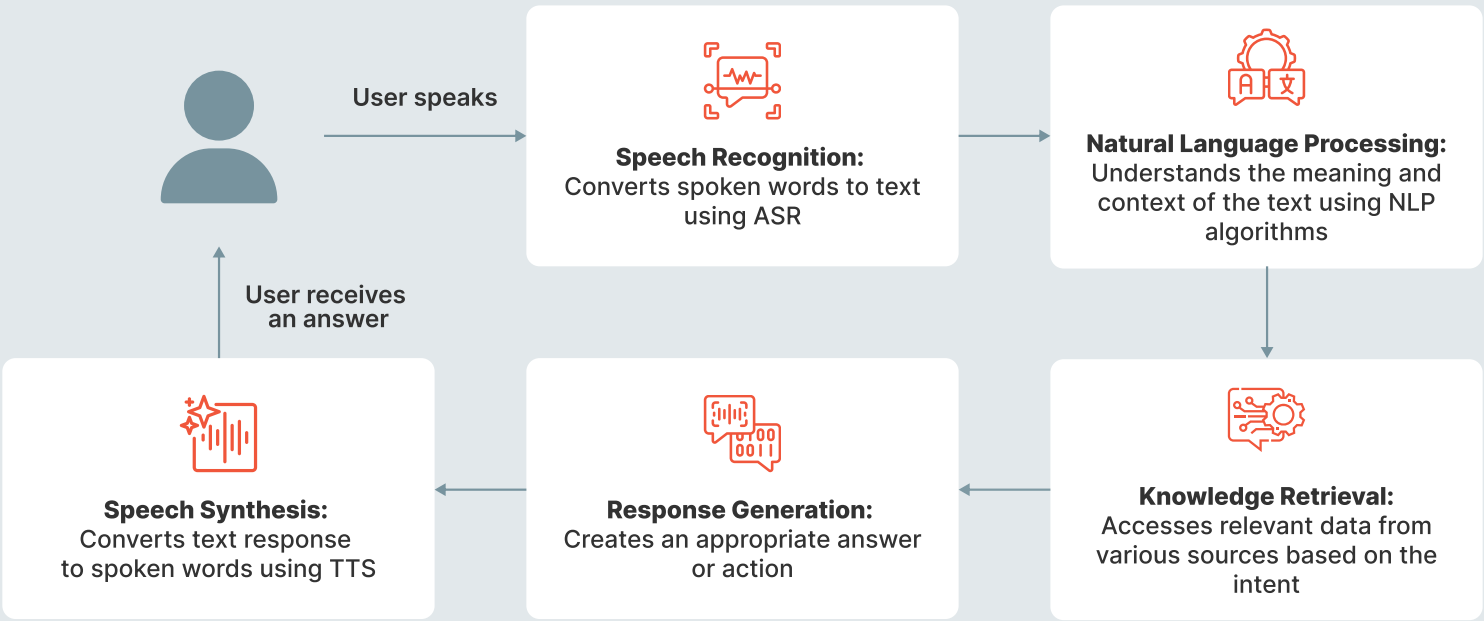 User speaks
Speech Recognition:
Converts spoken words to text
using ASR
A 文
Natural Language Processing:
Understands the meaning and
context of the text using NLP
algorithms
User receives
an answer
Speech Synthesis:
Converts text response
to spoken words using TTS
0100
0011
Response Generation:
Creates an appropriate answer
or action
Knowledge Retrieval:
Accesses relevant data from
various sources based on the
intent